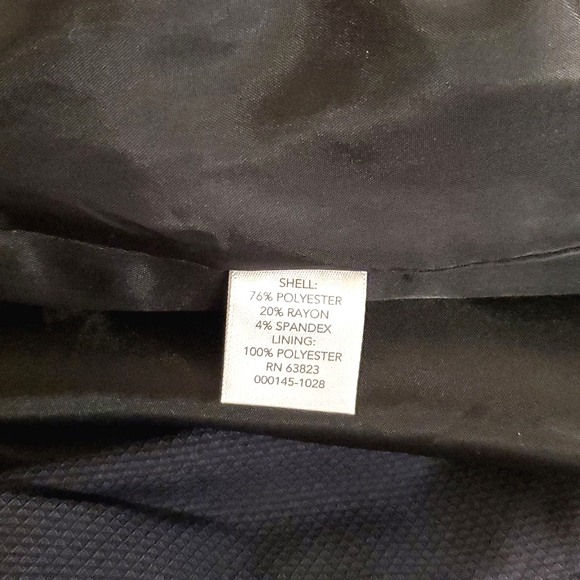 SHELL:
76% POLYESTER
20% RAYON
4% SPANDEX
LINING:
100% POLYESTER
RN 63823
000145-1028